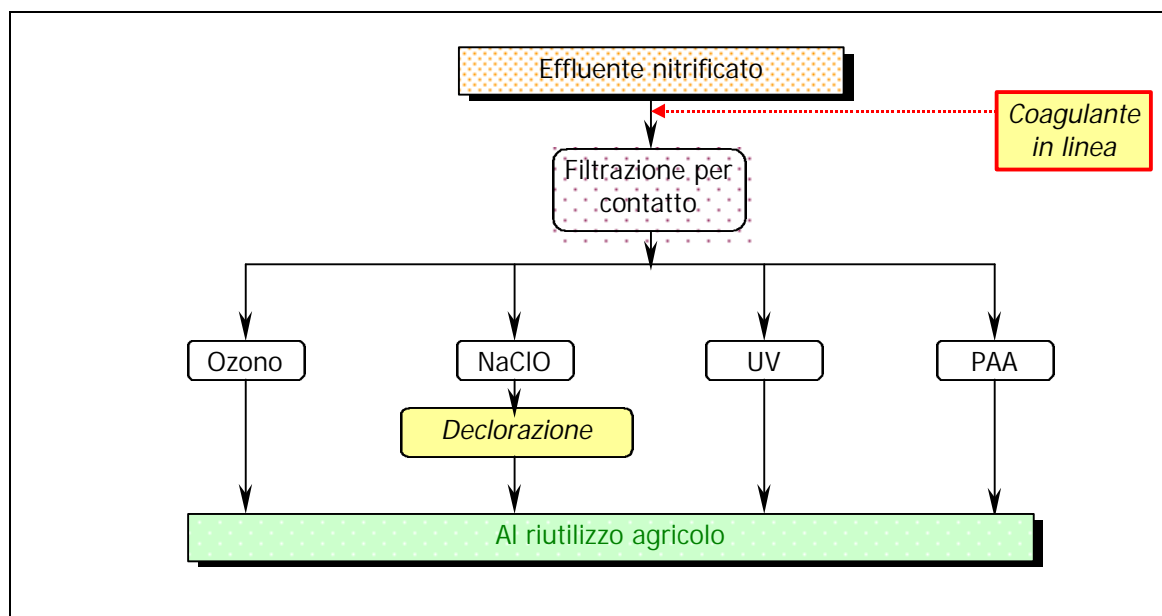 Effluente nitrificato
Coagulante
in linea
Filtrazione per
contatto
Ozono
NaClO
UV
PAA
Declorazione
Al riutilizzo agricolo